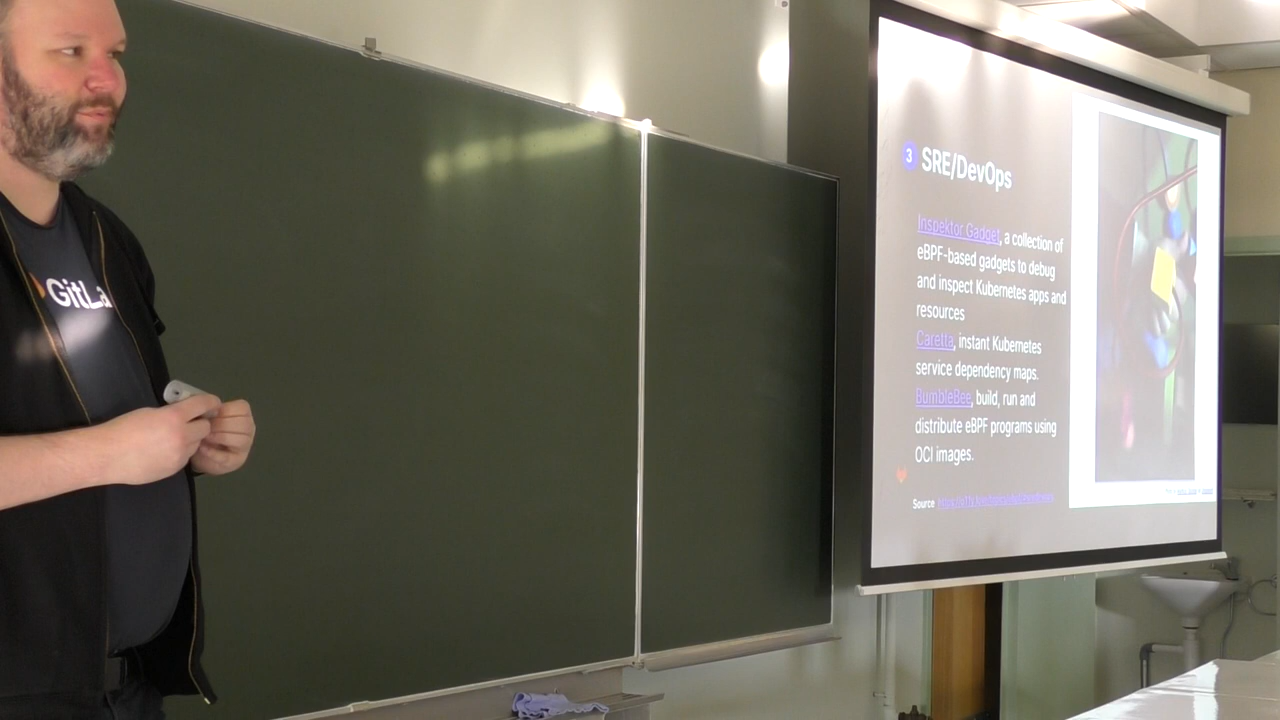 GitLa
3
SRE/DevOps
Inspektor Gadget, a collection of
eBPF-based gadgets to debug
and inspect Kubernetes apps and
resources
Caretta, instant Kubernetes
service dependency maps.
BumbleBee, build, run and
distribute eBPF programs using
OCI images.
Source